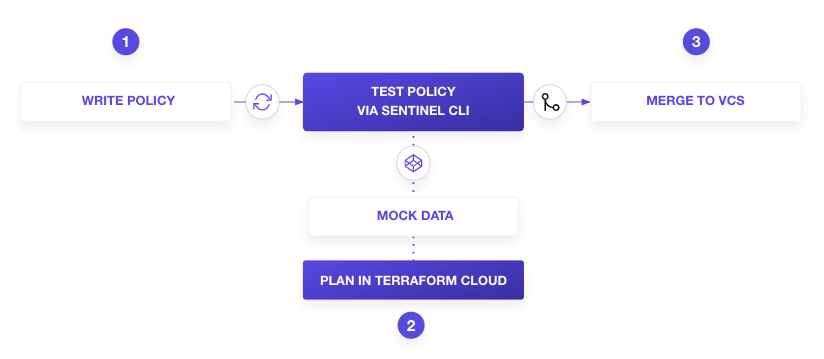 1
3
WRITE POLICY
TEST POLICY
VIA SENTINEL CLI
MERGE TO VCS
MOCK DATA
PLAN IN TERRAFORM CLOUD
2